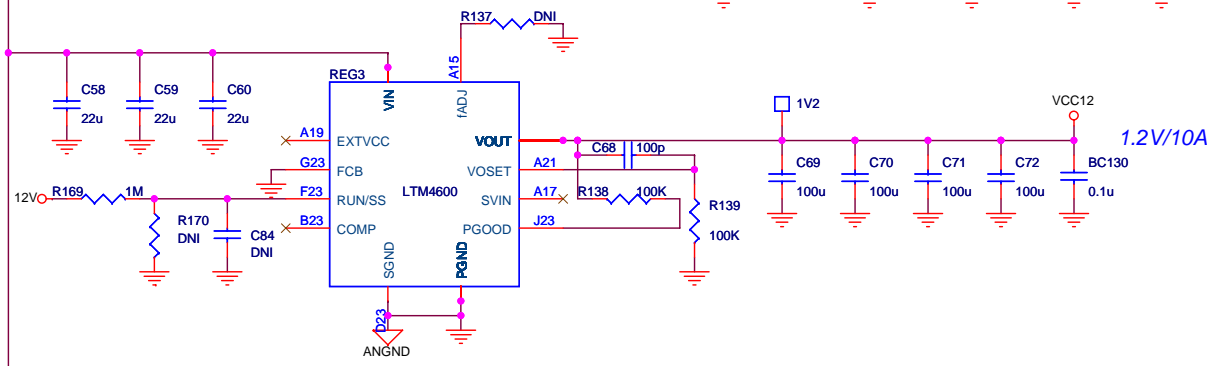 R137 DNI
A15
REG3
VIN
fADJ
C58
22u
C59
22u
C60
22u
A19 EXTVCC
G23 FCB
F23 RUN/SS
B23 COMP
LTM4600
VOUT
VOSET A21
SVIN A17
PGOOD J23
SGND
PGND
D23
ANGND
12V
R169 1M
R170
DNI
C84
DNI
C68 100p
R138 100K
R139
100K
1V2
VCC12
1.2V/10A
C69
100u
C70
100u
C71
100u
C72
100u
BC130
0.1u